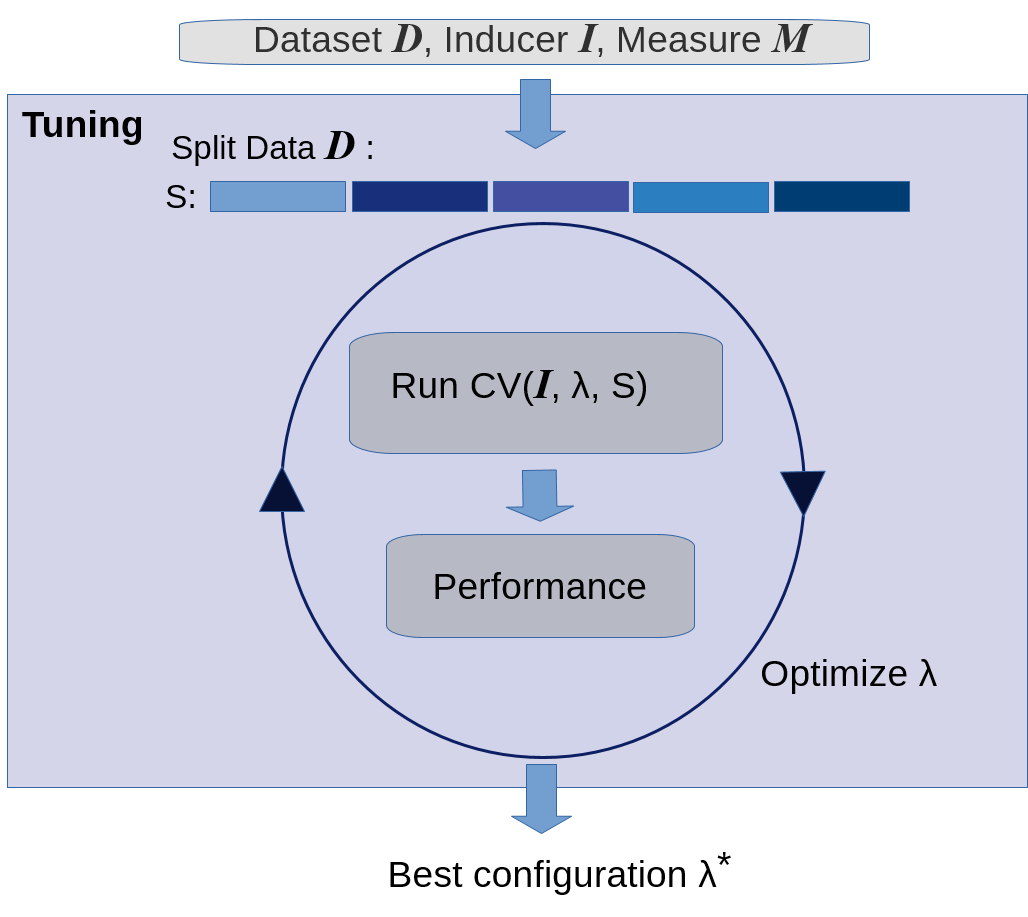 Dataset D, Inducer I, Measure M
Tuning
Split Data D :
S:
Run CV(I, λ, S)
Performance
Optimize λ
Best configuration λ*